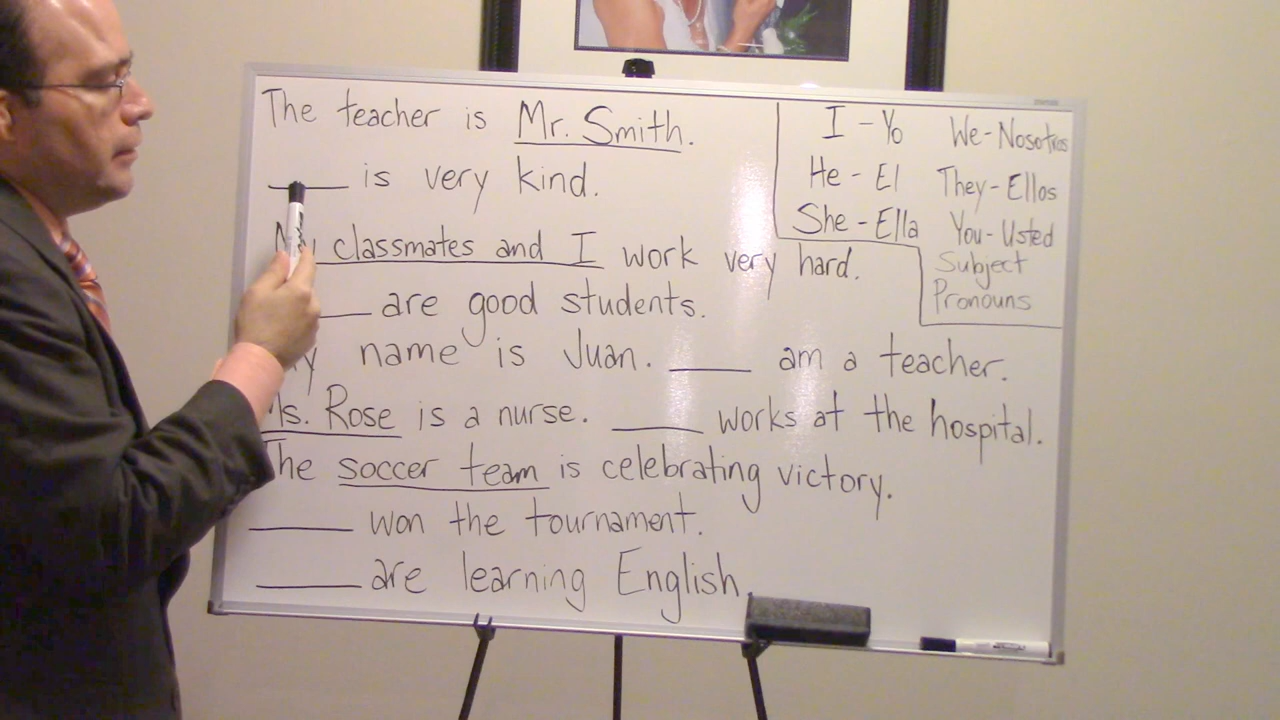 The teacher is Mr. Smith.
____ is very kind.
My classmates and I work very hard.
____ are good students.
My name is Juan. ____ am a teacher.
Ms. Rose is a nurse. ____ works at the hospital.
The soccer team is celebrating victory.
____ won the tournament.
____ are learning English.
I - Yo
He - El
She - Ella
We - Nosotros
They - Ellos
You - Usted
Subject
Pronouns